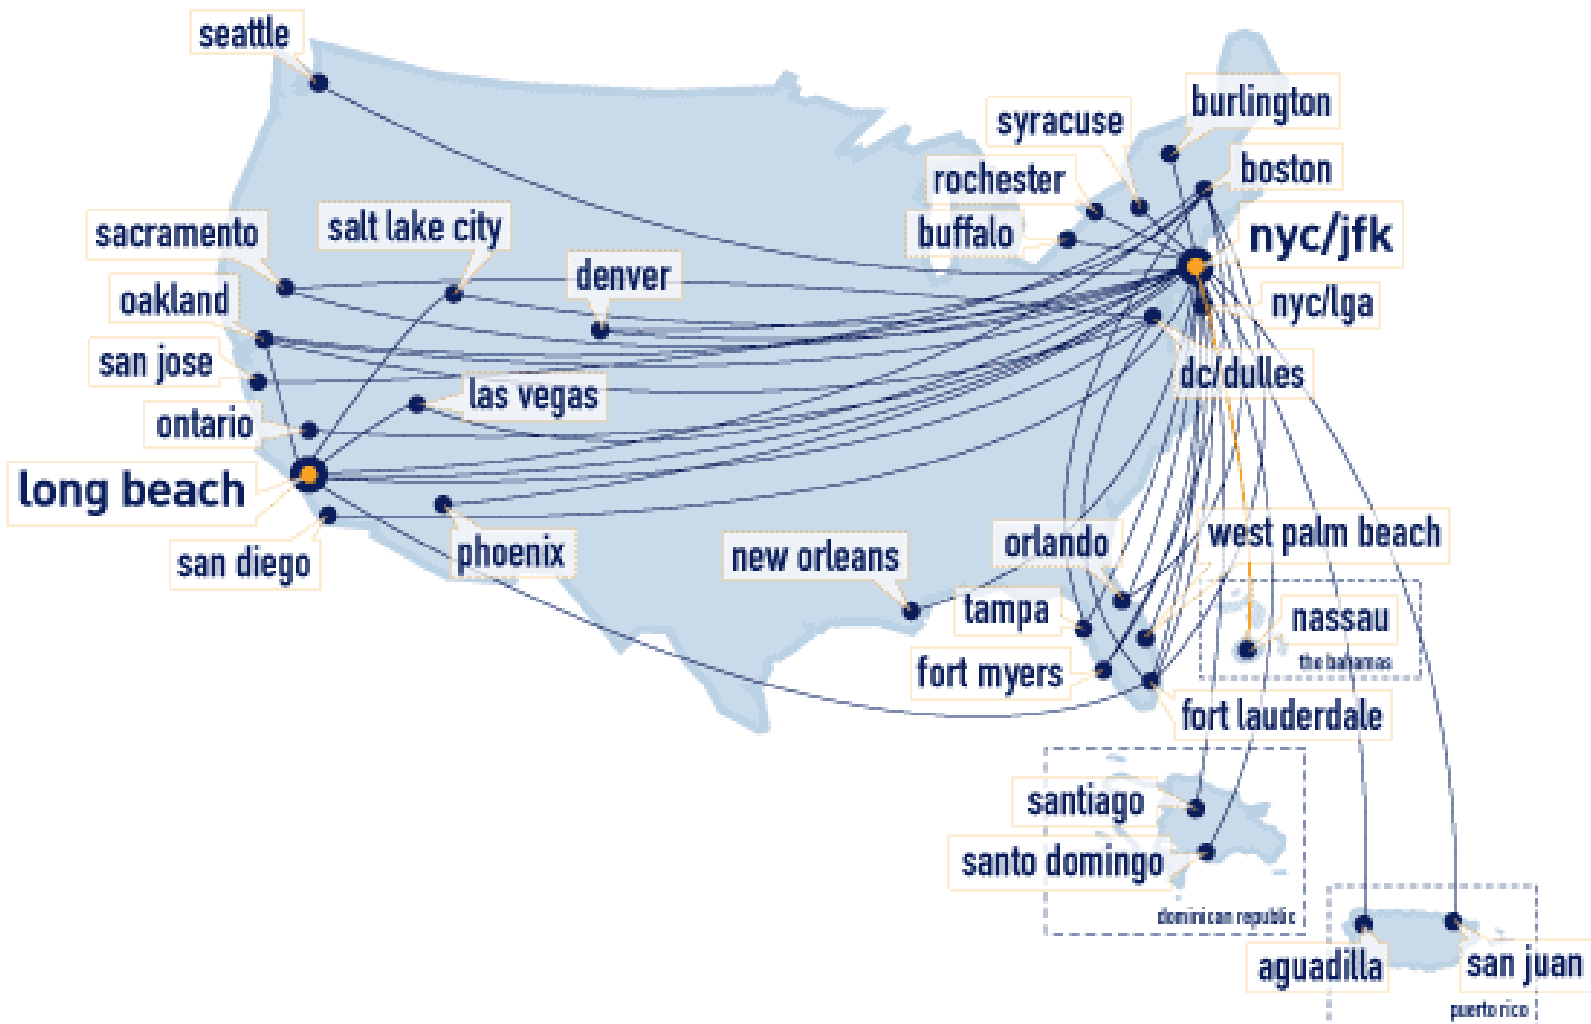 seattle
burlington
syracuse
boston
rochester
salt lake city
sacramento
buffalo
nyc/jfk
denver
oakland
nyc/lga
san jose
dc/dulles
las vegas
ontario
long beach
west palm beach
orlando
phoenix
new orleans
san diego
tampa
nassau
the bahamas
fort myers
fort lauderdale
santiago
santo domingo
dominican republic
aguadilla
san juan
puerto rico